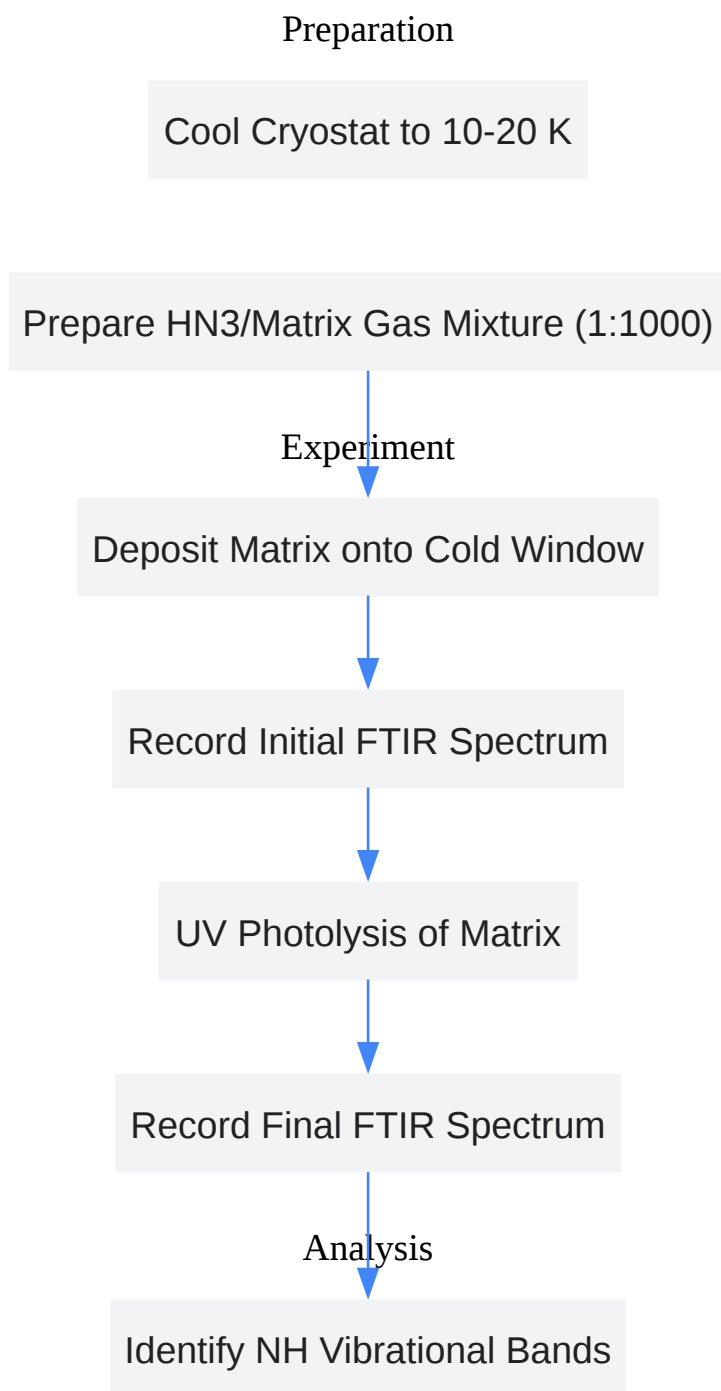 Preparation
Cool Cryostat to 10-20 K
Prepare HN3/Matrix Gas Mixture (1:1000)
Experiment
Deposit Matrix onto Cold Window
Record Initial FTIR Spectrum
UV Photolysis of Matrix
Record Final FTIR Spectrum
Analysis
Identify NH Vibrational Bands